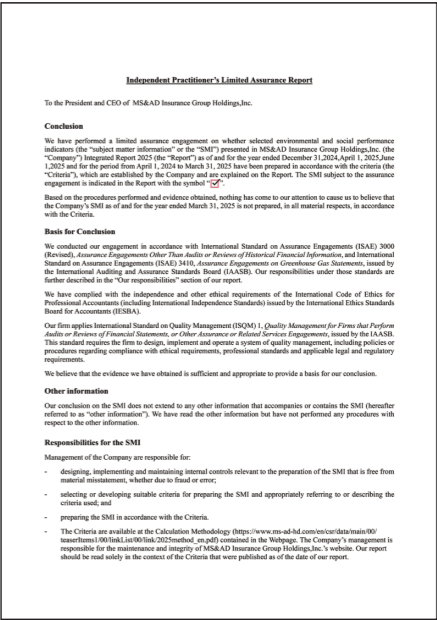 Independent Practitioner's Limited Assurance Report
To the President and CEO of MS&AD Insurance Group Holdings,Inc.
Conclusion
We have performed a limited assurance engagement on whether selected environmental and social performance
indicators (the "subject matter information" or the "SMI") presented in MS&AD Insurance Group Holdings,Inc. (the
"Company") Integrated Report 2025 (the "Report") as of and for the year ended December 31,2024,April 1, 2025,June
1,2025 and for the period from April 1, 2024 to March 31, 2025 have been prepared in accordance with the criteria (the
"Criteria"), which are established by the Company and are explained on the Report. The SMI subject to the assurance
engagement is indicated in the Report with the symbol "☑".
Based on the procedures performed and evidence obtained, nothing has come to our attention to cause us to believe that
the Company's SMI as of and for the year ended March 31, 2025 is not prepared, in all material respects, in accordance
with the Criteria.
Basis for Conclusion
We conducted our engagement in accordance with International Standard on Assurance Engagements (ISAE) 3000
(Revised), Assurance Engagements Other Than Audits or Reviews of Historical Financial Information, and International
Standard on Assurance Engagements (ISAE) 3410, Assurance Engagements on Greenhouse Gas Statements, issued by
the International Auditing and Assurance Standards Board (IAASB). Our responsibilities under those standards are
further described in the "Our responsibilities" section of our report.
We have complied with the independence and other ethical requirements of the International Code of Ethics for
Professional Accountants (including International Independence Standards) issued by the International Ethics Standards
Board for Accountants (IESBA).
Our firm applies International Standard on Quality Management (ISQM) 1, Quality Management for Firms that Perform
Audits or Reviews of Financial Statements, or Other Assurance or Related Services Engagements, issued by the IAASB.
This standard requires the firm to design, implement and operate a system of quality management, including policies or
procedures regarding compliance with ethical requirements, professional standards and applicable legal and regulatory
requirements.
We believe that the evidence we have obtained is sufficient and appropriate to provide a basis for our conclusion.
Other information
Our conclusion on the SMI does not extend to any other information that accompanies or contains the SMI (hereafter
referred to as "other information"). We have read the other information but have not performed any procedures with
respect to the other information.
Responsibilities for the SMI
Management of the Company are responsible for:
- designing, implementing and maintaining internal controls relevant to the preparation of the SMI that is free from
material misstatement, whether due to fraud or error;
- selecting or developing suitable criteria for preparing the SMI and appropriately referring to or describing the
criteria used; and
- preparing the SMI in accordance with the Criteria.
- The Criteria are available at the Calculation Methodology (https://www.ms-ad-hd.com/en/csr/data/main/00/
teaserItems1/00/linkList/00/link/2025method_en.pdf) contained in the Webpage. The Company's management is
responsible for the maintenance and integrity of MS&AD Insurance Group Holdings,Inc.'s website. Our report
should be read solely in the context of the Criteria that were published as of the date of our report.